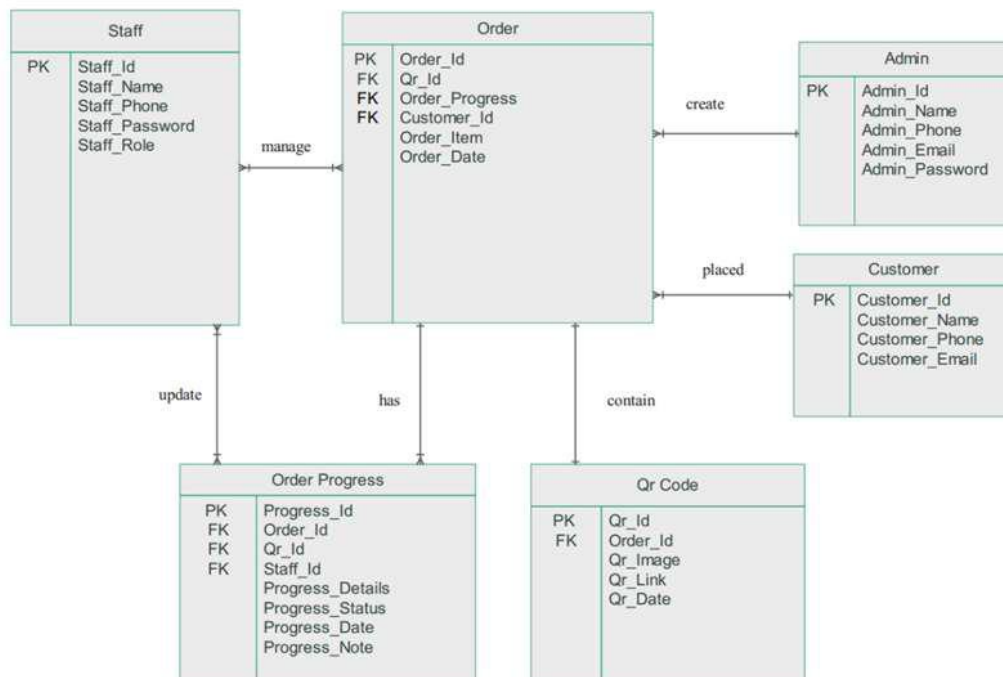 Staff
PK Staff_Id
Staff_Name
Staff_Phone
Staff_Password
Staff_Role
manage
Order
PK Order_Id
FK Qr_Id
FK Order_Progress
FK Customer_Id
Order_Item
Order_Date
create
Admin
PK Admin_Id
Admin_Name
Admin_Phone
Admin_Email
Admin_Password
placed
Customer
PK Customer_Id
Customer_Name
Customer_Phone
Customer_Email
update
has
contain
Order Progress
PK Progress_Id
FK Order_Id
FK Qr_Id
FK Staff_Id
Progress_Details
Progress_Status
Progress_Date
Progress_Note
Qr Code
PK Qr_Id
FK Order_Id
Qr_Image
Qr_Link
Qr_Date